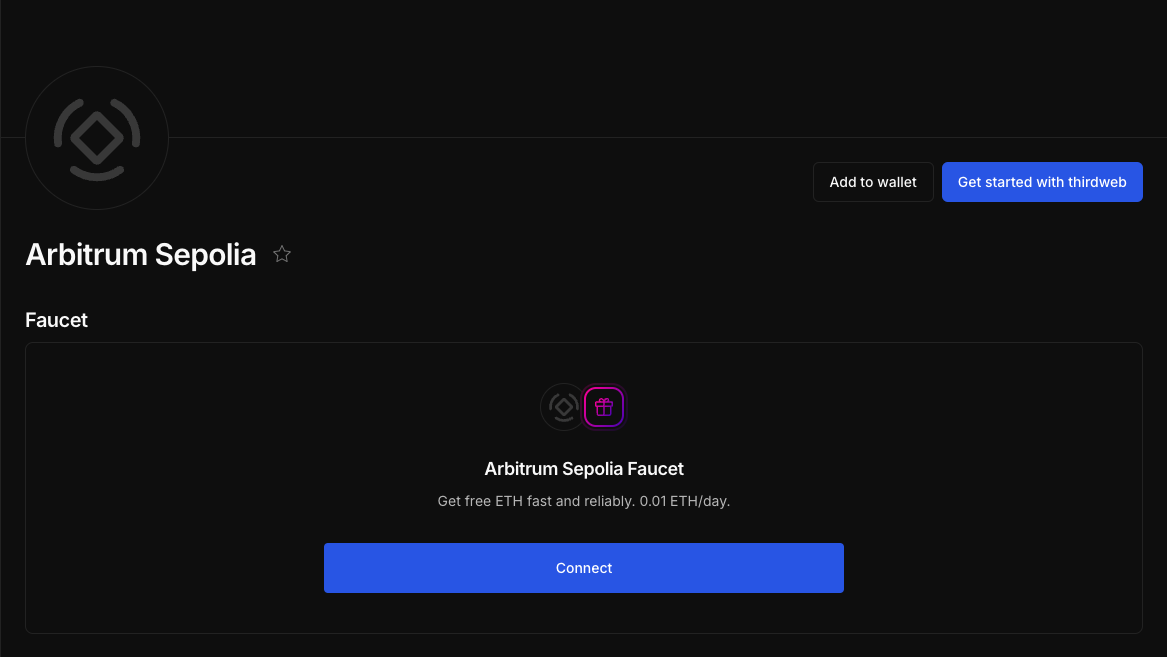 Add to wallet
Get started with thirdweb
Arbitrum Sepolia
Faucet
Arbitrum Sepolia Faucet
Get free ETH fast and reliably. 0.01 ETH/day.
Connect